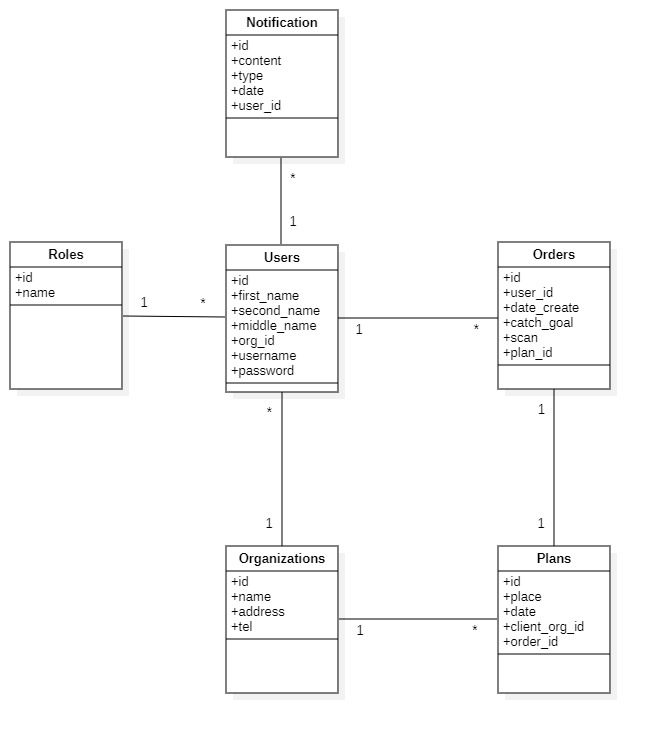 Notification
+id
+content
+type
+date
+user_id
*
1
Roles
+id
+name
1
*
Users
+id
+first_name
+second_name
+middle_name
+org_id
+username
+password
1
*
Orders
+id
+user_id
+date_create
+catch_goal
+scan
+plan_id
*
1
1
1
Organizations
+id
+name
+address
+tel
1
*
Plans
+id
+place
+date
+client_org_id
+order_id